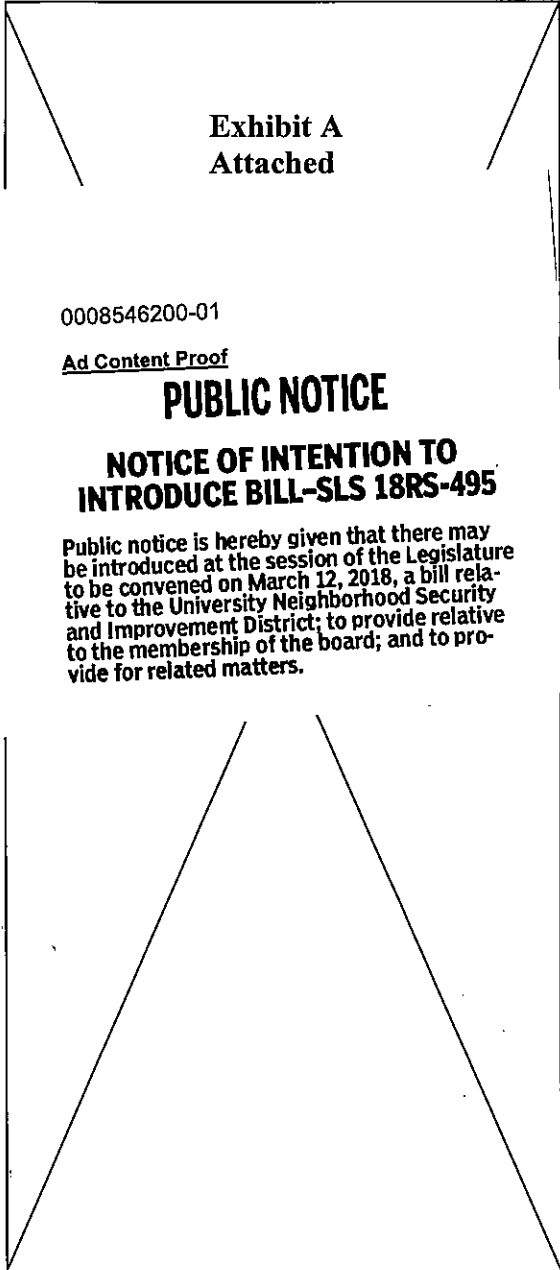 Exhibit A
Attached
0008546200-01
Ad Content Proof
PUBLIC NOTICE
NOTICE OF INTENTION TO
INTRODUCE BILL–SLS 18RS-495
Public notice is hereby given that there may
be introduced at the session of the Legislature
to be convened on March 12, 2018, a bill rela-
tive to the University Neighborhood Security
and Improvement District; to provide relative
to the membership of the board; and to pro-
vide for related matters.